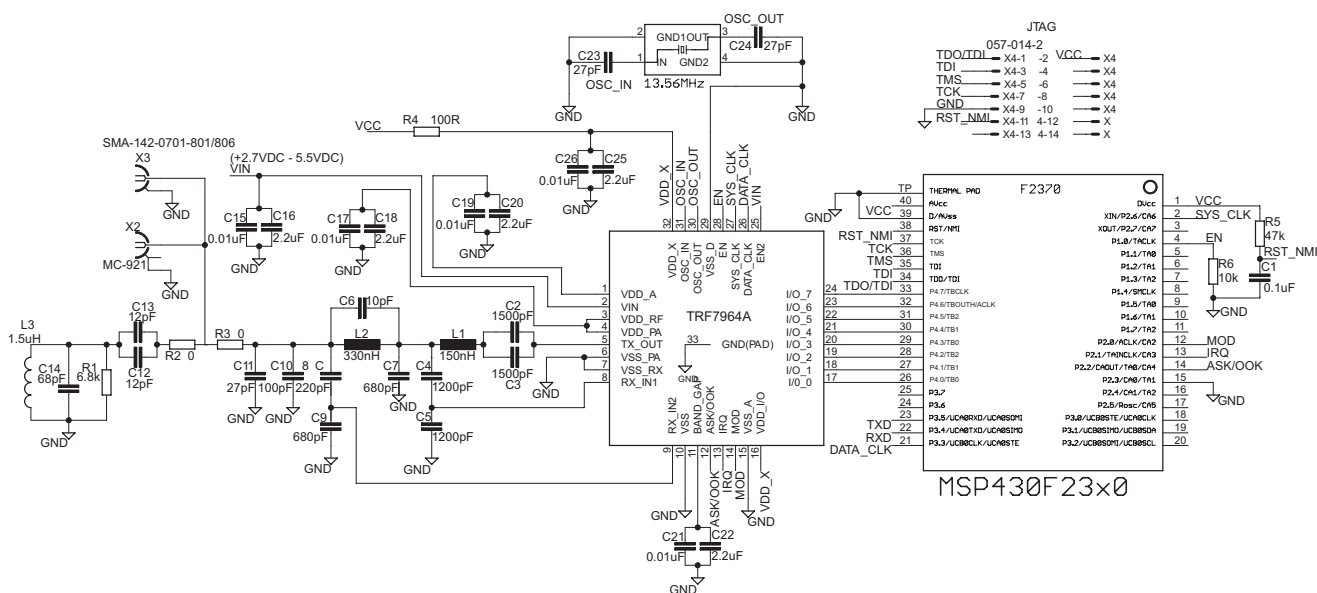 OSC_OUT
2 GND1OUT 3
C24 27pF
C23
27pF
1 IN GND2 4
OSC_IN 13.56MHz
GND
GND
JTAG
057-014-2
TDO/TDI X4-1 -2 VCC X4
TDI X4-3 -4 X4
TMS X4-5 -6 X4
TCK X4-7 -8 X4
GND X4-9 -10 X4
RST_NMI X4-11 4-12 X
X4-13 4-14 X
VCC R4 100R
SMA-142-0701-801/806
X3
GND
X2
MC-921
GND
(+2.7VDC - 5.5VDC)
VIN
C15 C16
0.01uF 2.2uF
GND
C17 C18
0.01uF 2.2uF
GND
C19 C20
0.01uF 2.2uF
GND
C26 C25
0.01uF 2.2uF
GND
VDD_X
OSC_IN
OSC_OUT
EN
SYS_CLK
DATA_CLK
VIN
32 31 30 29 28 27 26 25
VDD_X
OSC_IN
OSC_OUT
VSS_D
EN
SYS_CLK
DATA_CLK
EN2
1 VDD_A
2 VIN
3 VDD_RF
4 VDD_PA
5 TX_OUT
6 VSS_PA
7 VSS_RX
8 RX_IN1
TRF7964A
33 GND(PAD)
GND
I/O_7 24
I/O_6 23
I/O_5 22
I/O_4 21
I/O_3 20
I/O_2 19
I/O_1 18
I/0_0 17
RX_IN2
VSS
BAND_GAP
ASK/OOK
IRQ
MOD
VSS_A
VDD_I/O
9 10 11 12 13 14 15 16
ASK/OOK
IRQ
MOD
VDD_X
GND
GND
C21 C22
0.01uF 2.2uF
GND
L3
1.5uH
C14
68pF
R1
6.8k
GND
C13
12pF
C12
12pF
R2 0
R3 0
C11
27pF
GND
C10
100pF
GND
C 8
220pF
C9
680pF
GND
C6 10pF
L2
330nH
C7
680pF
GND
L1
150nH
C4
1200pF
C5
1200pF
GND
C2
1500pF
1500pF
C3
GND
GND
VCC
RST_NMI
TCK
TMS
TDI
TDO/TDI
TXD
RXD
DATA_CLK
F2370
TP THERMAL PAD
40 AVcc
39 D/AVss
38 RST/NMI
37 TCK
36 TMS
35 TDI
34 TDO/TDI
33 P4.7/TBCLK
32 P4.6/TBOUTH/ACLK
31 P4.5/TB2
30 P4.4/TB1
29 P4.3/TB0
28 P4.2/TB2
27 P4.1/TB1
26 P4.0/TB0
25 P3.7
24 P3.6
23 P3.5/UCA0RXD/UCA0SOMI
22 P3.4/UCA0TXD/UCA0SIMO
21 P3.3/UCB0CLK/UCA0STE
DVcc 1
XIN/P2.6/CA6 2
XOUT/P2.7/CA7 3
P1.0/TACLK 4
P1.1/TA0 5
P1.2/TA1 6
P1.3/TA2 7
P1.4/SMCLK 8
P1.5/TA0 9
P1.6/TA1 10
P1.7/TA2 11
P2.0/ACLK/CA2 12
P2.1/TAINCLK/CA3 13
P2.2/CAOUT/TA0/CA4 14
P2.3/CA0/TA1 15
P2.4/CA1/TA2 16
P2.5/Rosc/CA5 17
P3.0/UCB0STE/UCA0CLK 18
P3.1/UCB0SIMO/UCB0SDA 19
P3.2/UCB0SOMI/UCB0SCL 20
VCC
SYS_CLK
R5
47k
EN
RST_NMI
R6
10k
C1
0.1uF
GND
MOD
IRQ
ASK/OOK
GND
MSP430F23x0